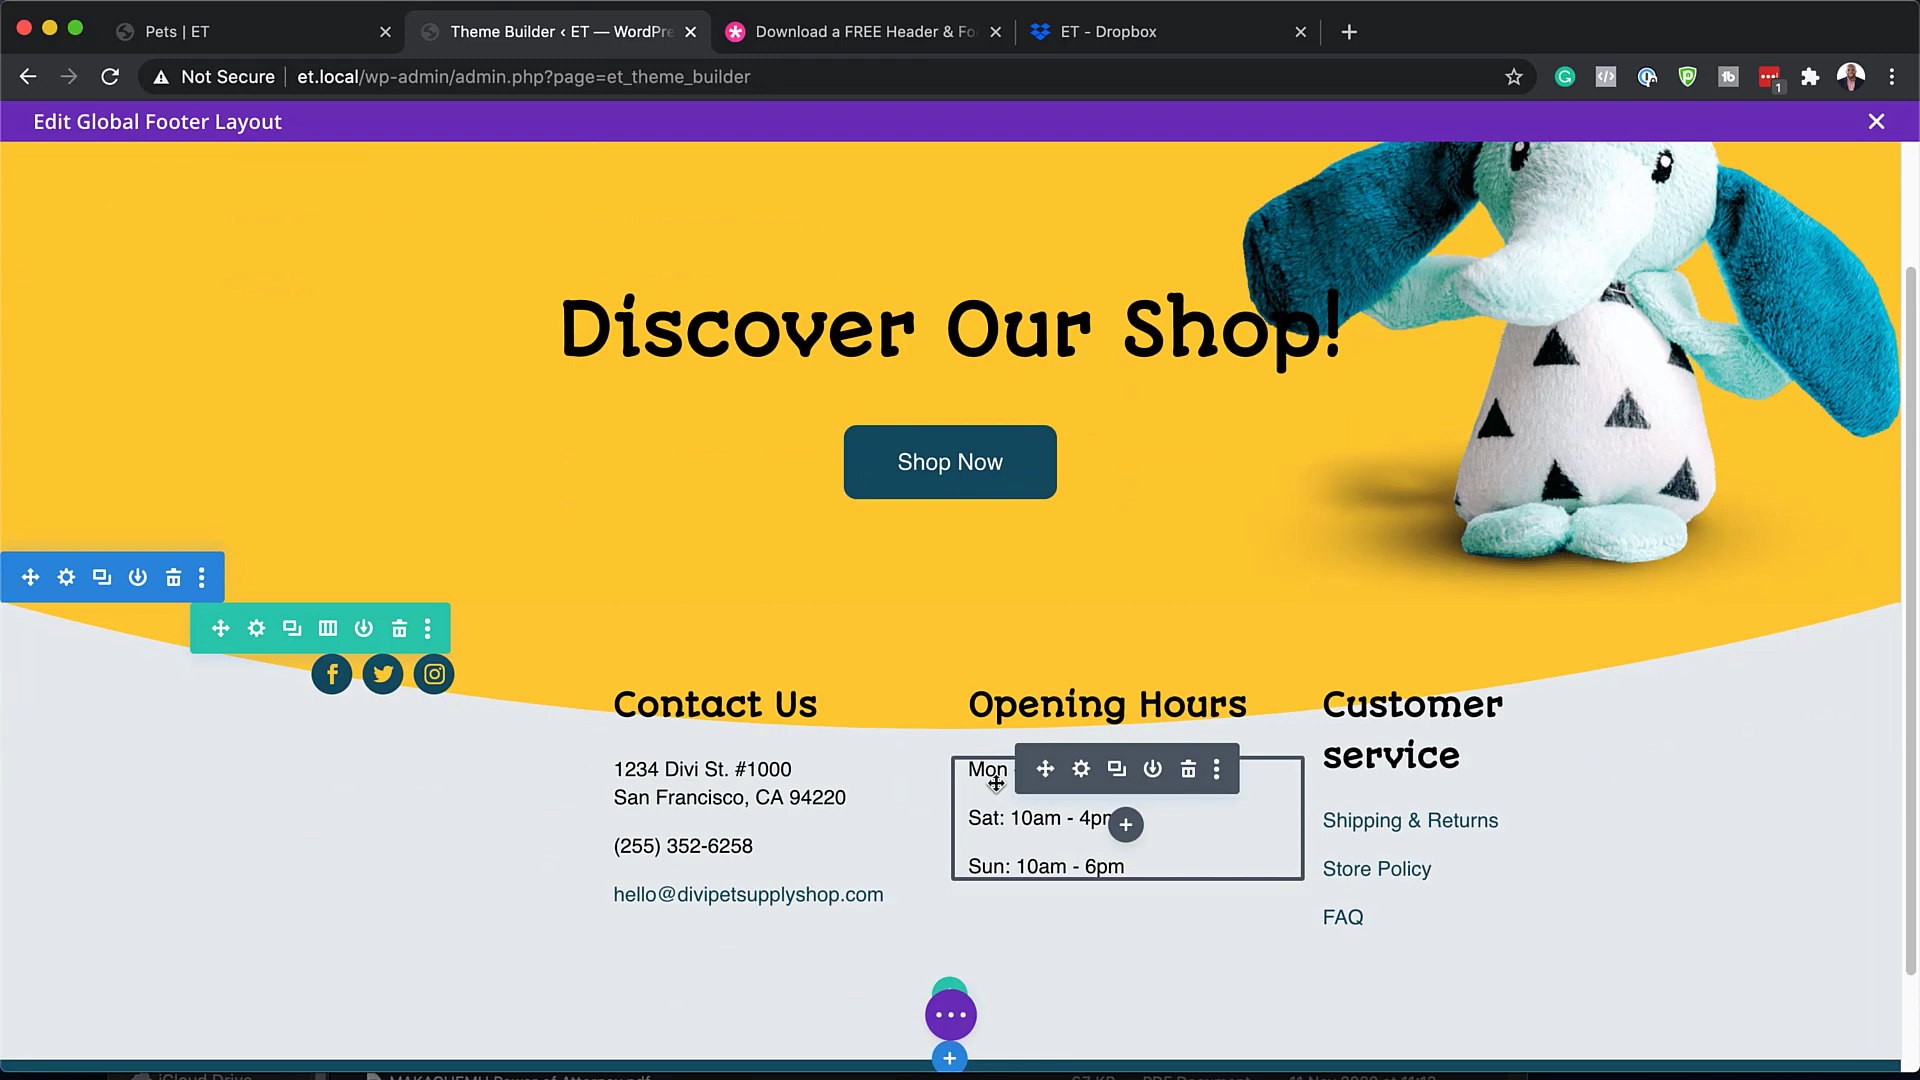 Pets | ET
Theme Builder ‹ ET — WordPre
Download a FREE Header & Fo
ET - Dropbox
Not Secure
et.local/wp-admin/admin.php?page=et_theme_builder
1
Edit Global Footer Layout
Discover Our Shop!
Shop Now
Contact Us
1234 Divi St. #1000
San Francisco, CA 94220
(255) 352-6258
hello@divipetsupplyshop.com
Opening Hours
Mon
Sat: 10am - 4pm
Sun: 10am - 6pm
Customer
service
Shipping & Returns
Store Policy
FAQ